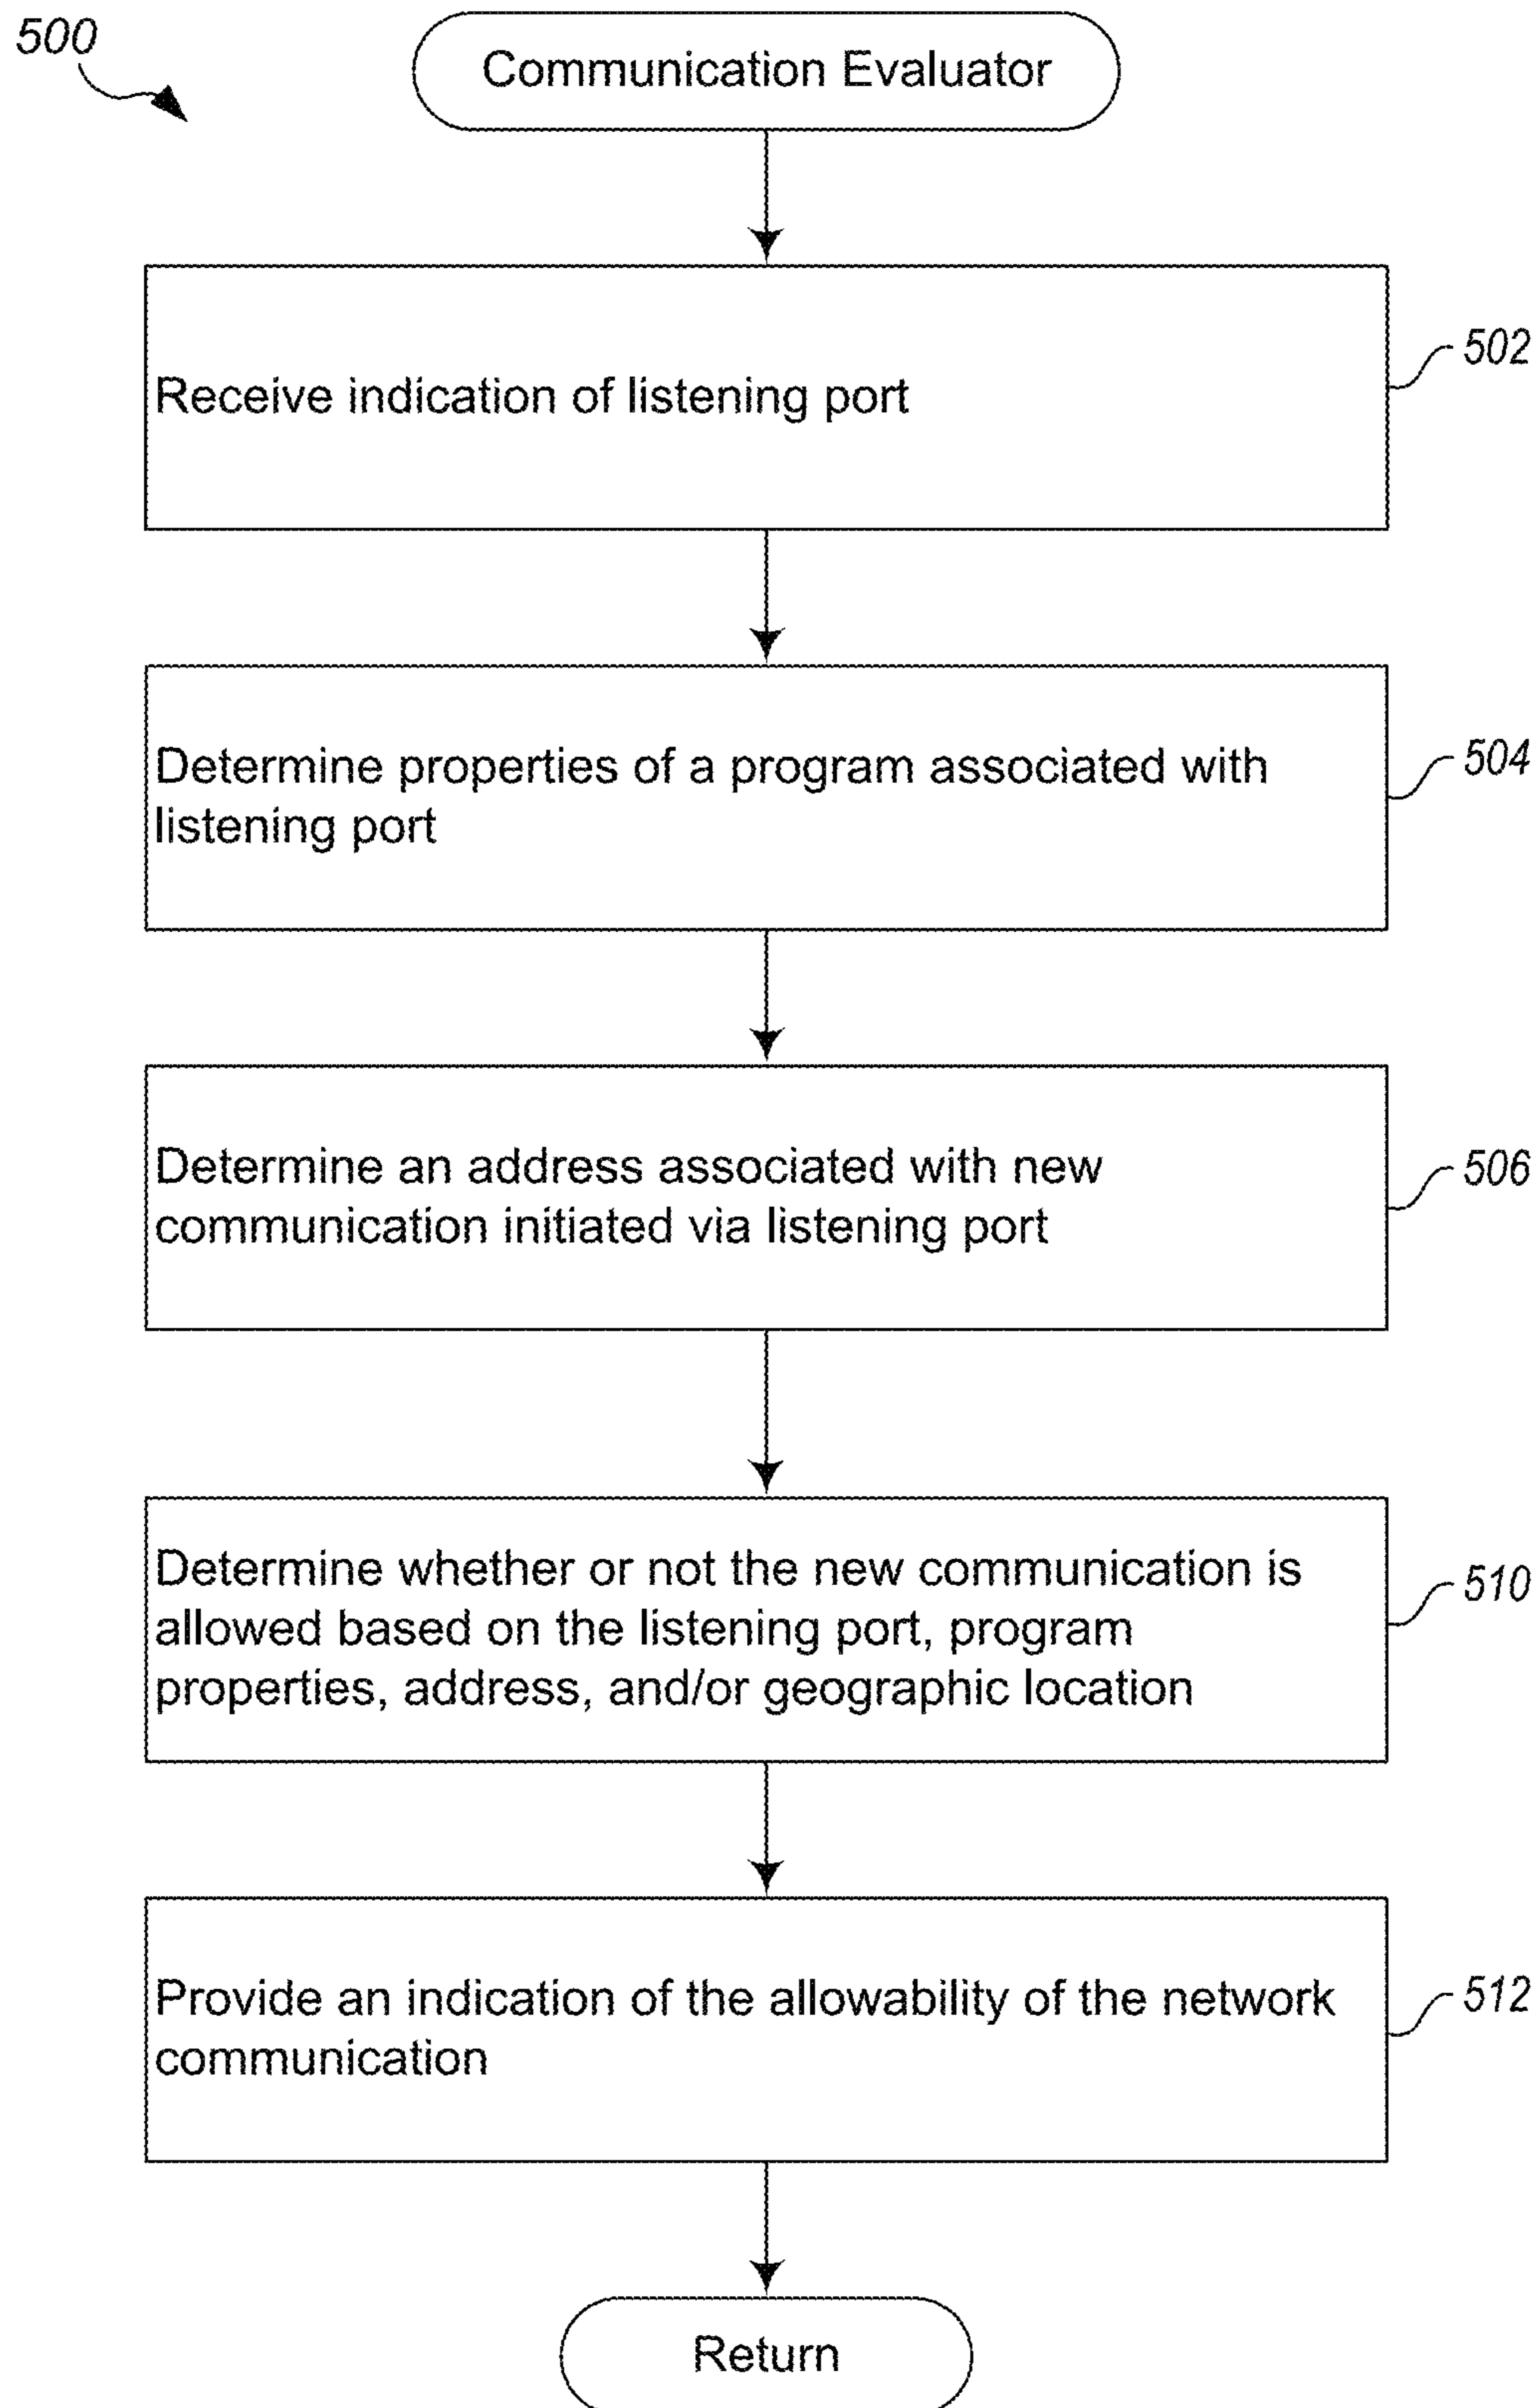 500
Communication Evaluator
Receive indication of listening port
502
Determine properties of a program associated with
listening port
504
Determine an address associated with new
communication initiated via listening port
506
Determine whether or not the new communication is
allowed based on the listening port, program
properties, address, and/or geographic location
510
Provide an indication of the allowability of the network
communication
512
Return